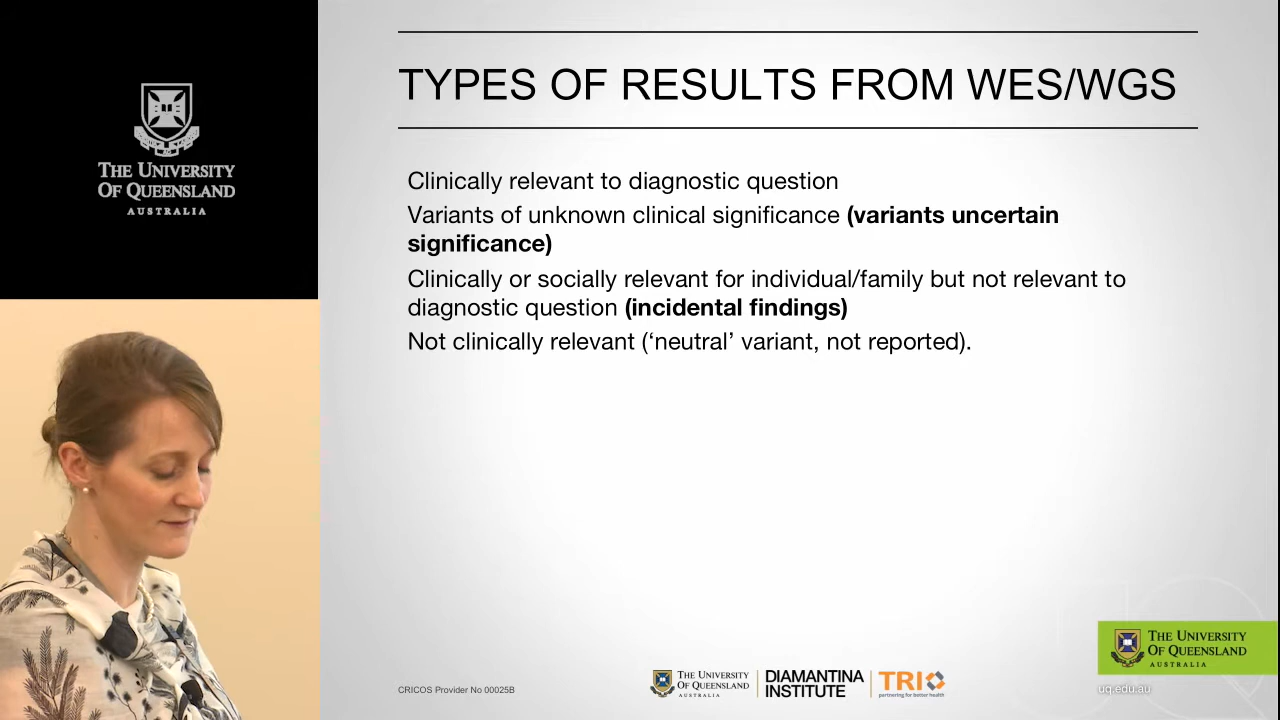 THE UNIVERSITY
OF QUEENSLAND
AUSTRALIA
TYPES OF RESULTS FROM WES/WGS
Clinically relevant to diagnostic question
Variants of unknown clinical significance (variants uncertain
significance)
Clinically or socially relevant for individual/family but not relevant to
diagnostic question (incidental findings)
Not clinically relevant (‘neutral’ variant, not reported).
CRICOS Provider No 00025B
THE UNIVERSITY
OF QUEENSLAND
AUSTRALIA
DIAMANTINA
INSTITUTE
TRI
partnering for better health
THE UNIVERSITY
OF QUEENSLAND
AUSTRALIA
uq.edu.au